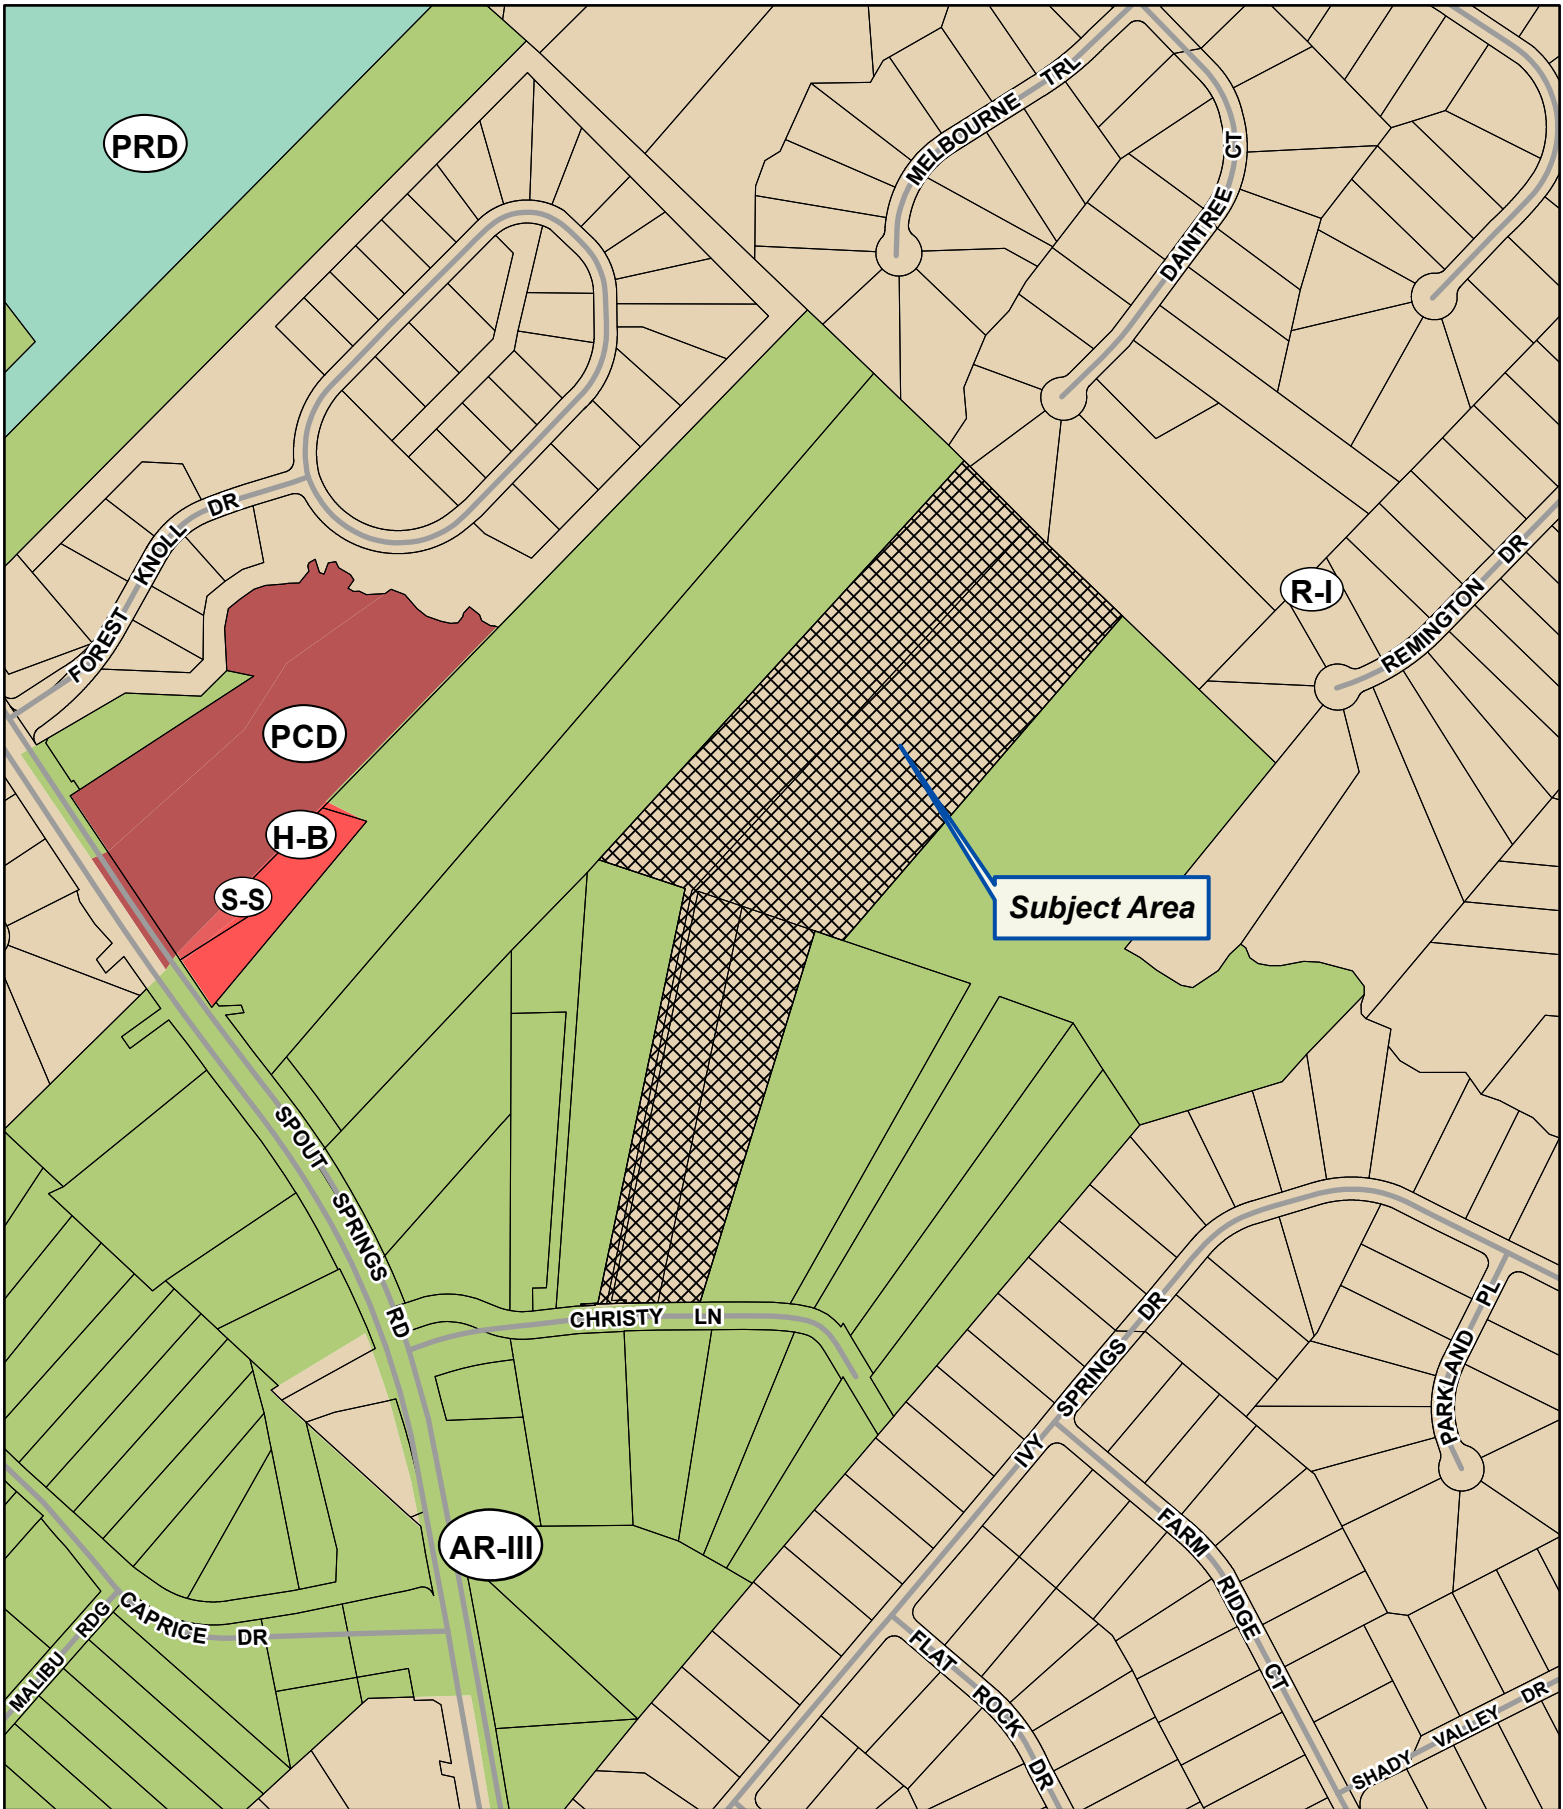 PRD
MELBOURNE TRL
DAINTREE CT
FOREST KNOLL DR
R-I
REMINGTON DR
PCD
H-B
S-S
Subject Area
SPOUT SPRINGS RD
CHRISTY LN
IVY SPRINGS DR
PARKLAND PL
AR-III
FARM RIDGE CT
CAPRICE DR
MALIBU RDG
FLAT ROCK DR
SHADY VALLEY DR